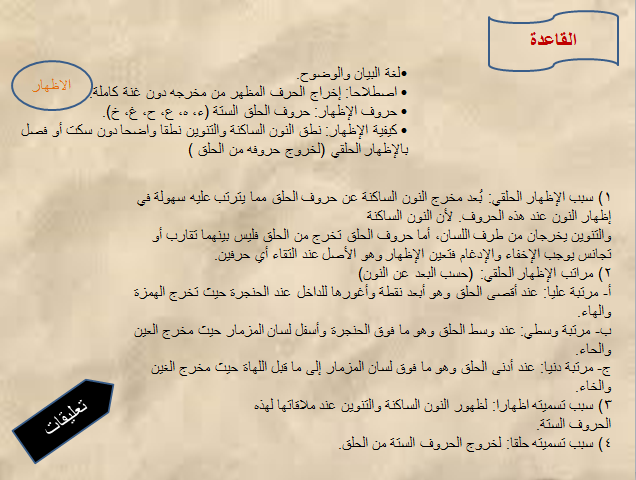 القاعدة
الاظهار
•لغة البيان والوضوح.
• اصطلاحا: إخراج الحرف المظهر من مخرجه دون غنة كاملة.
• حروف الإظهار: حروف الحلق الستة (ء، ه، ع، ح، غ، خ).
• كيفية الإظهار: نطق النون الساكنة والتنوين نطقا واضحا دون سكت أو فصل
بالإظهار الحلقي (لخروج حروفه من الحلق )
١) سبب الإظهار الحلقي: بُعد مخرج النون الساكنة عن حروف الحلق مما يترتب عليه سهولة في
إظهار النون عند هذه الحروف. لأن النون الساكنة
والتنوين يخرجان من طرف اللسان، أما حروف الحلق تخرج من الحلق فليس بينهما تقارب أو
تجانس يوجب الإخفاء والإدغام فتعين الإظهار وهو الأصل عند التقاء أي حرفين.
٢) مراتب الإظهار الحلقي: (حسب البعد عن النون)
أ- مرتبة عليا: عند أقصى الحلق وهو أبعد نقطة وأغورها للداخل عند الحنجرة حيث تخرج الهمزة
والهاء.
ب- مرتبة وسطي: عند وسط الحلق وهو ما فوق الحنجرة وأسفل لسان المزمار حيث مخرج العين
والحاء.
ج- مرتبة دنيا: عند أدنى الحلق وهو ما فوق لسان المزمار إلى ما قبل اللهاة حيث مخرج الغين
والخاء.
٣) سبب تسميته اظهارا: لظهور النون الساكنة والتنوين عند ملاقاتها لهذه
الحروف الستة.
٤) سبب تسميته حلقا: لخروج الحروف الستة من الحلق.
تعليقات